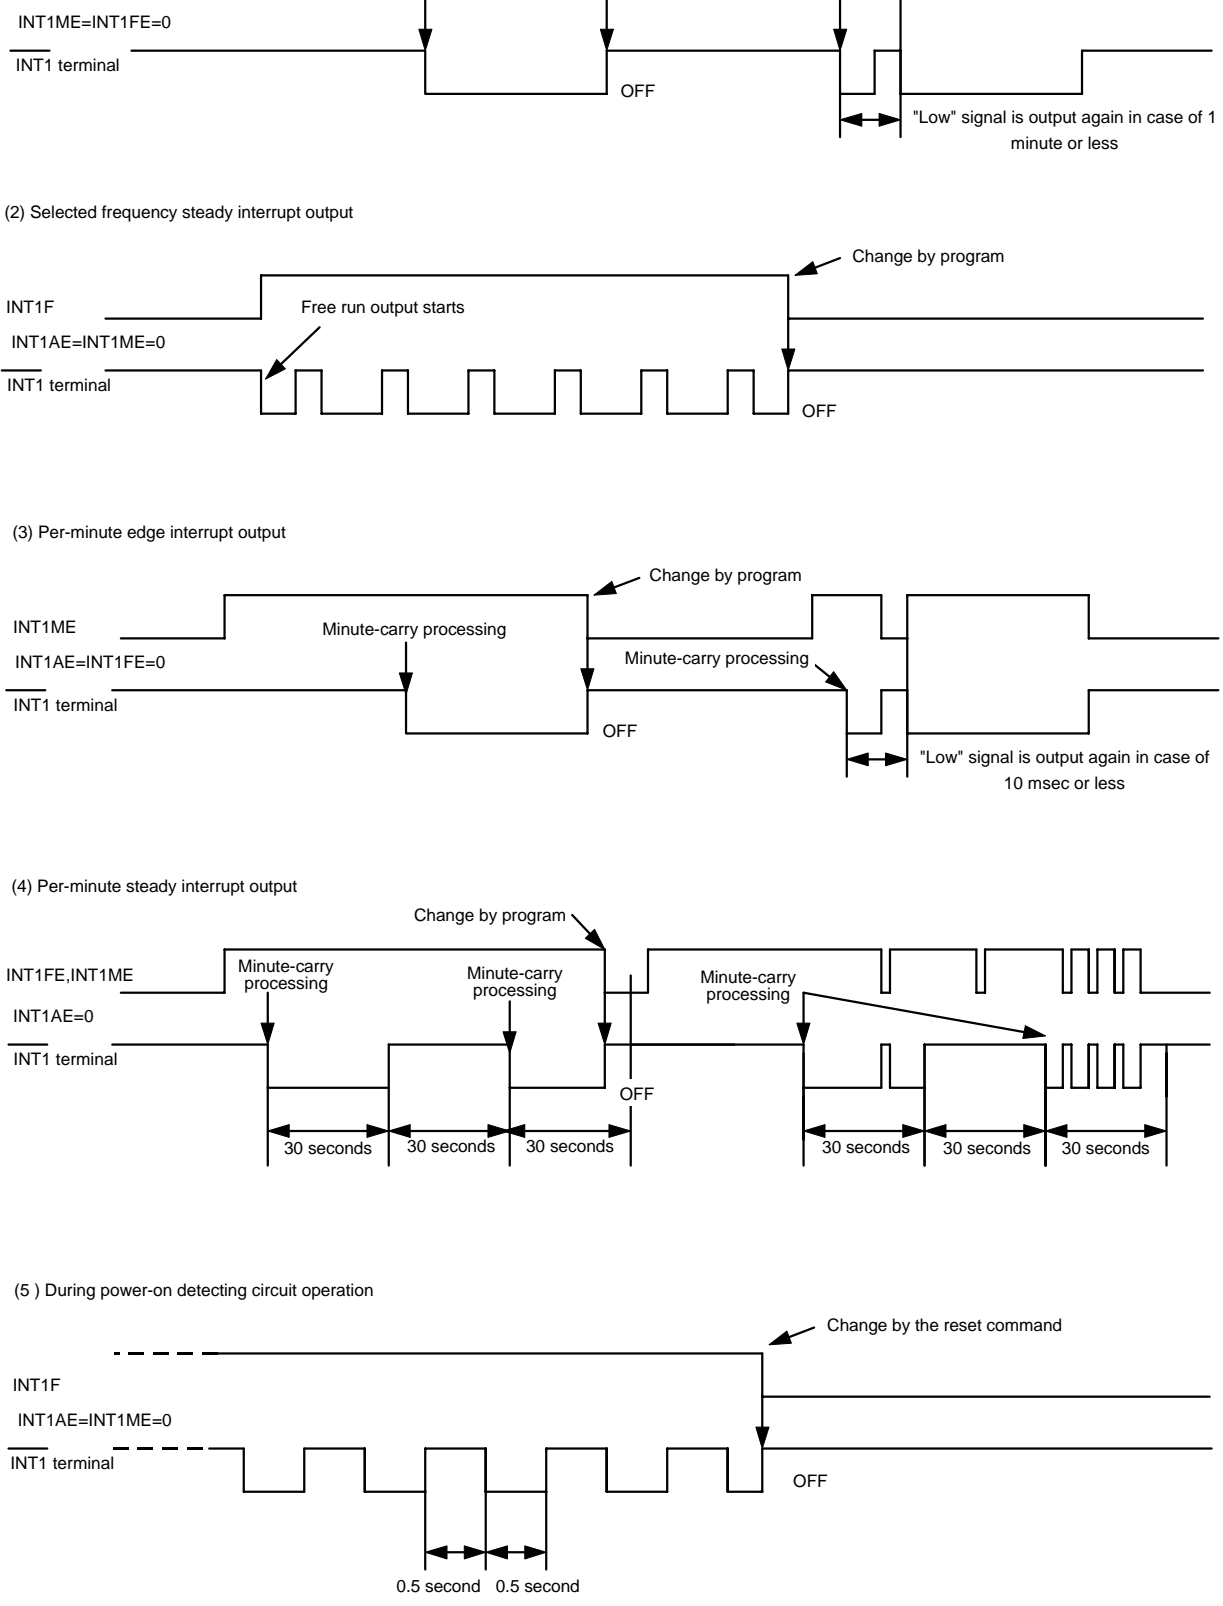 INT1ME=INT1FE=0
INT1 terminal
OFF
"Low" signal is output again in case of 1
minute or less
(2) Selected frequency steady interrupt output
Change by program
INT1F
Free run output starts
INT1AE=INT1ME=0
INT1 terminal
OFF
(3) Per-minute edge interrupt output
Change by program
INT1ME
Minute-carry processing
INT1AE=INT1FE=0
Minute-carry processing
INT1 terminal
OFF
"Low" signal is output again in case of
10 msec or less
(4) Per-minute steady interrupt output
Change by program
INT1FE,INT1ME
Minute-carry
processing
Minute-carry
processing
Minute-carry
processing
INT1AE=0
INT1 terminal
OFF
30 seconds
30 seconds
30 seconds
30 seconds
30 seconds
30 seconds
(5 ) During power-on detecting circuit operation
Change by the reset command
INT1F
INT1AE=INT1ME=0
INT1 terminal
OFF
0.5 second
0.5 second